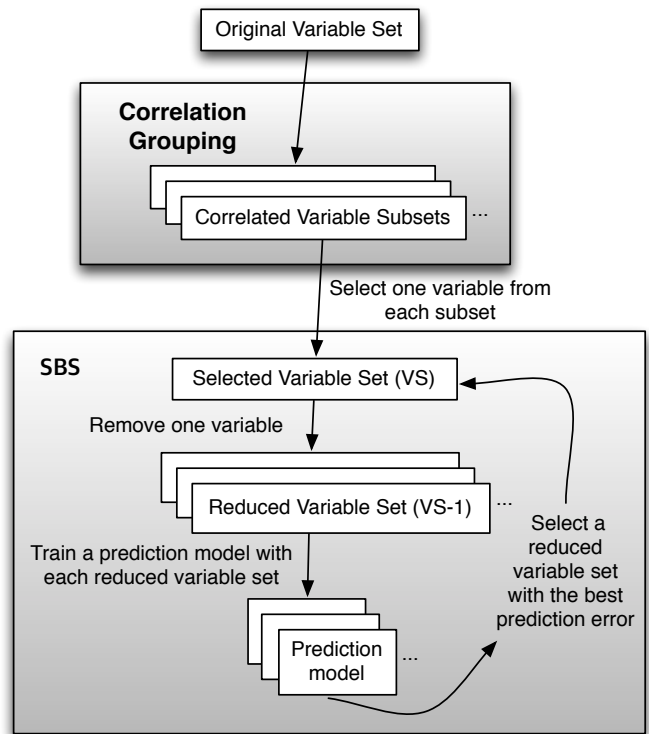 Original Variable Set
Correlation
Grouping
Correlated Variable Subsets
...
Select one variable from
each subset
SBS
Selected Variable Set (VS)
Remove one variable
Reduced Variable Set (VS-1)
...
Train a prediction model with
each reduced variable set
Select a
reduced
variable set
with the best
prediction error
Prediction
model
...